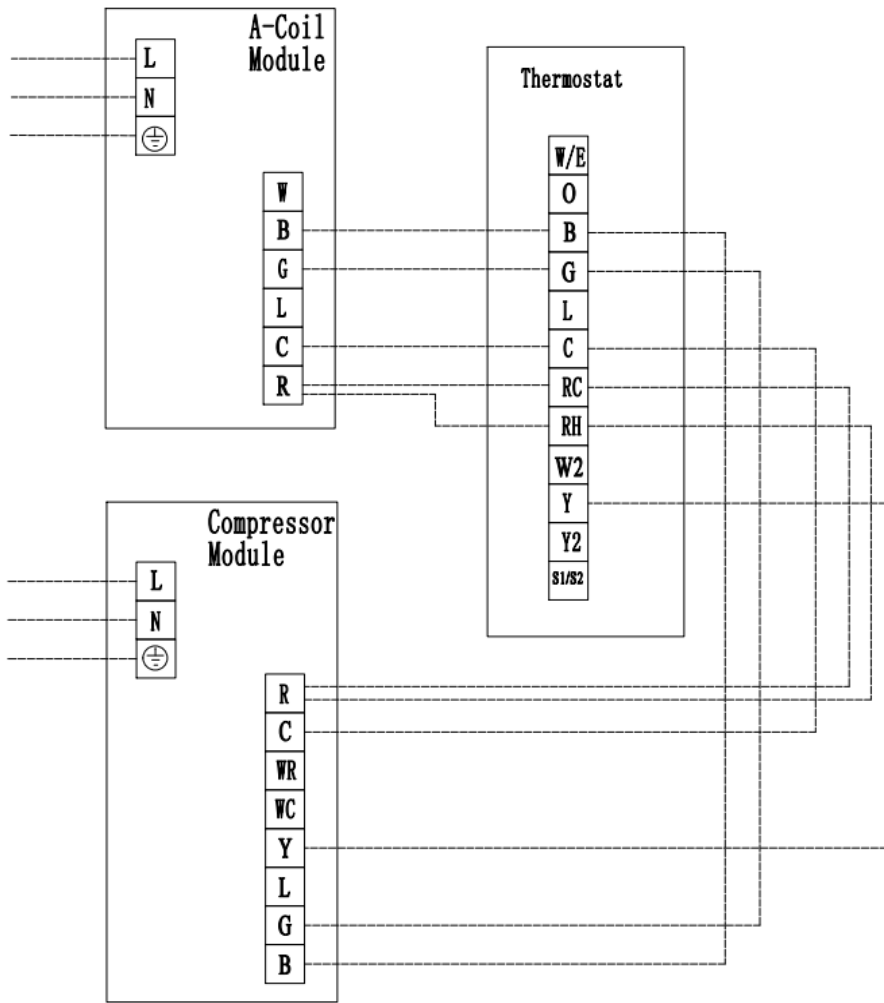 A-Coil
Module
L
N
W
B
G
L
C
R
Thermostat
W/E
O
B
G
L
C
RC
RH
W2
Y
Y2
S1/S2
Compressor
Module
L
N
R
C
WR
WC
Y
L
G
B